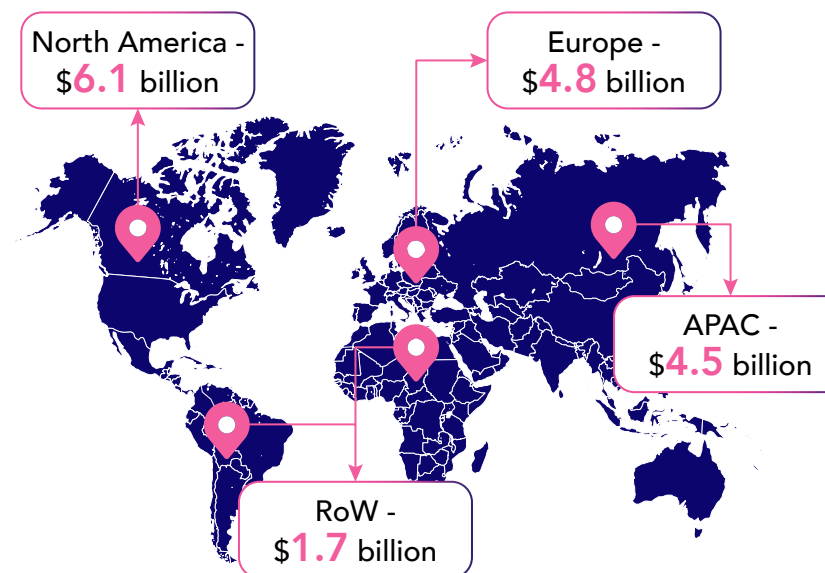 North America -
$6.1 billion
Europe -
$4.8 billion
APAC -
$4.5 billion
RoW -
$1.7 billion